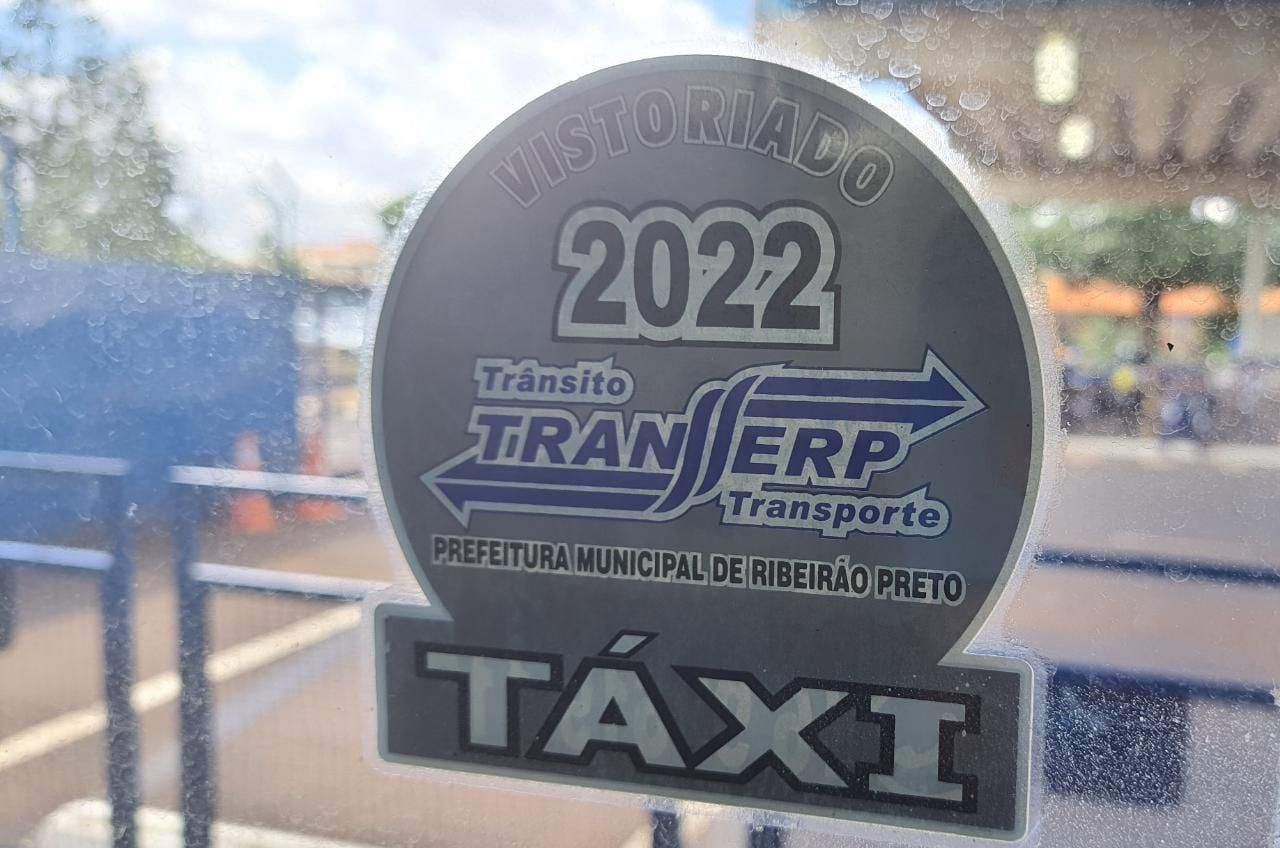 VISTORIADO
2022
Trânsito
TRANSERP
Transporte
PREFEITURA MUNICIPAL DE RIBEIRÃO PRETO
TÁXI